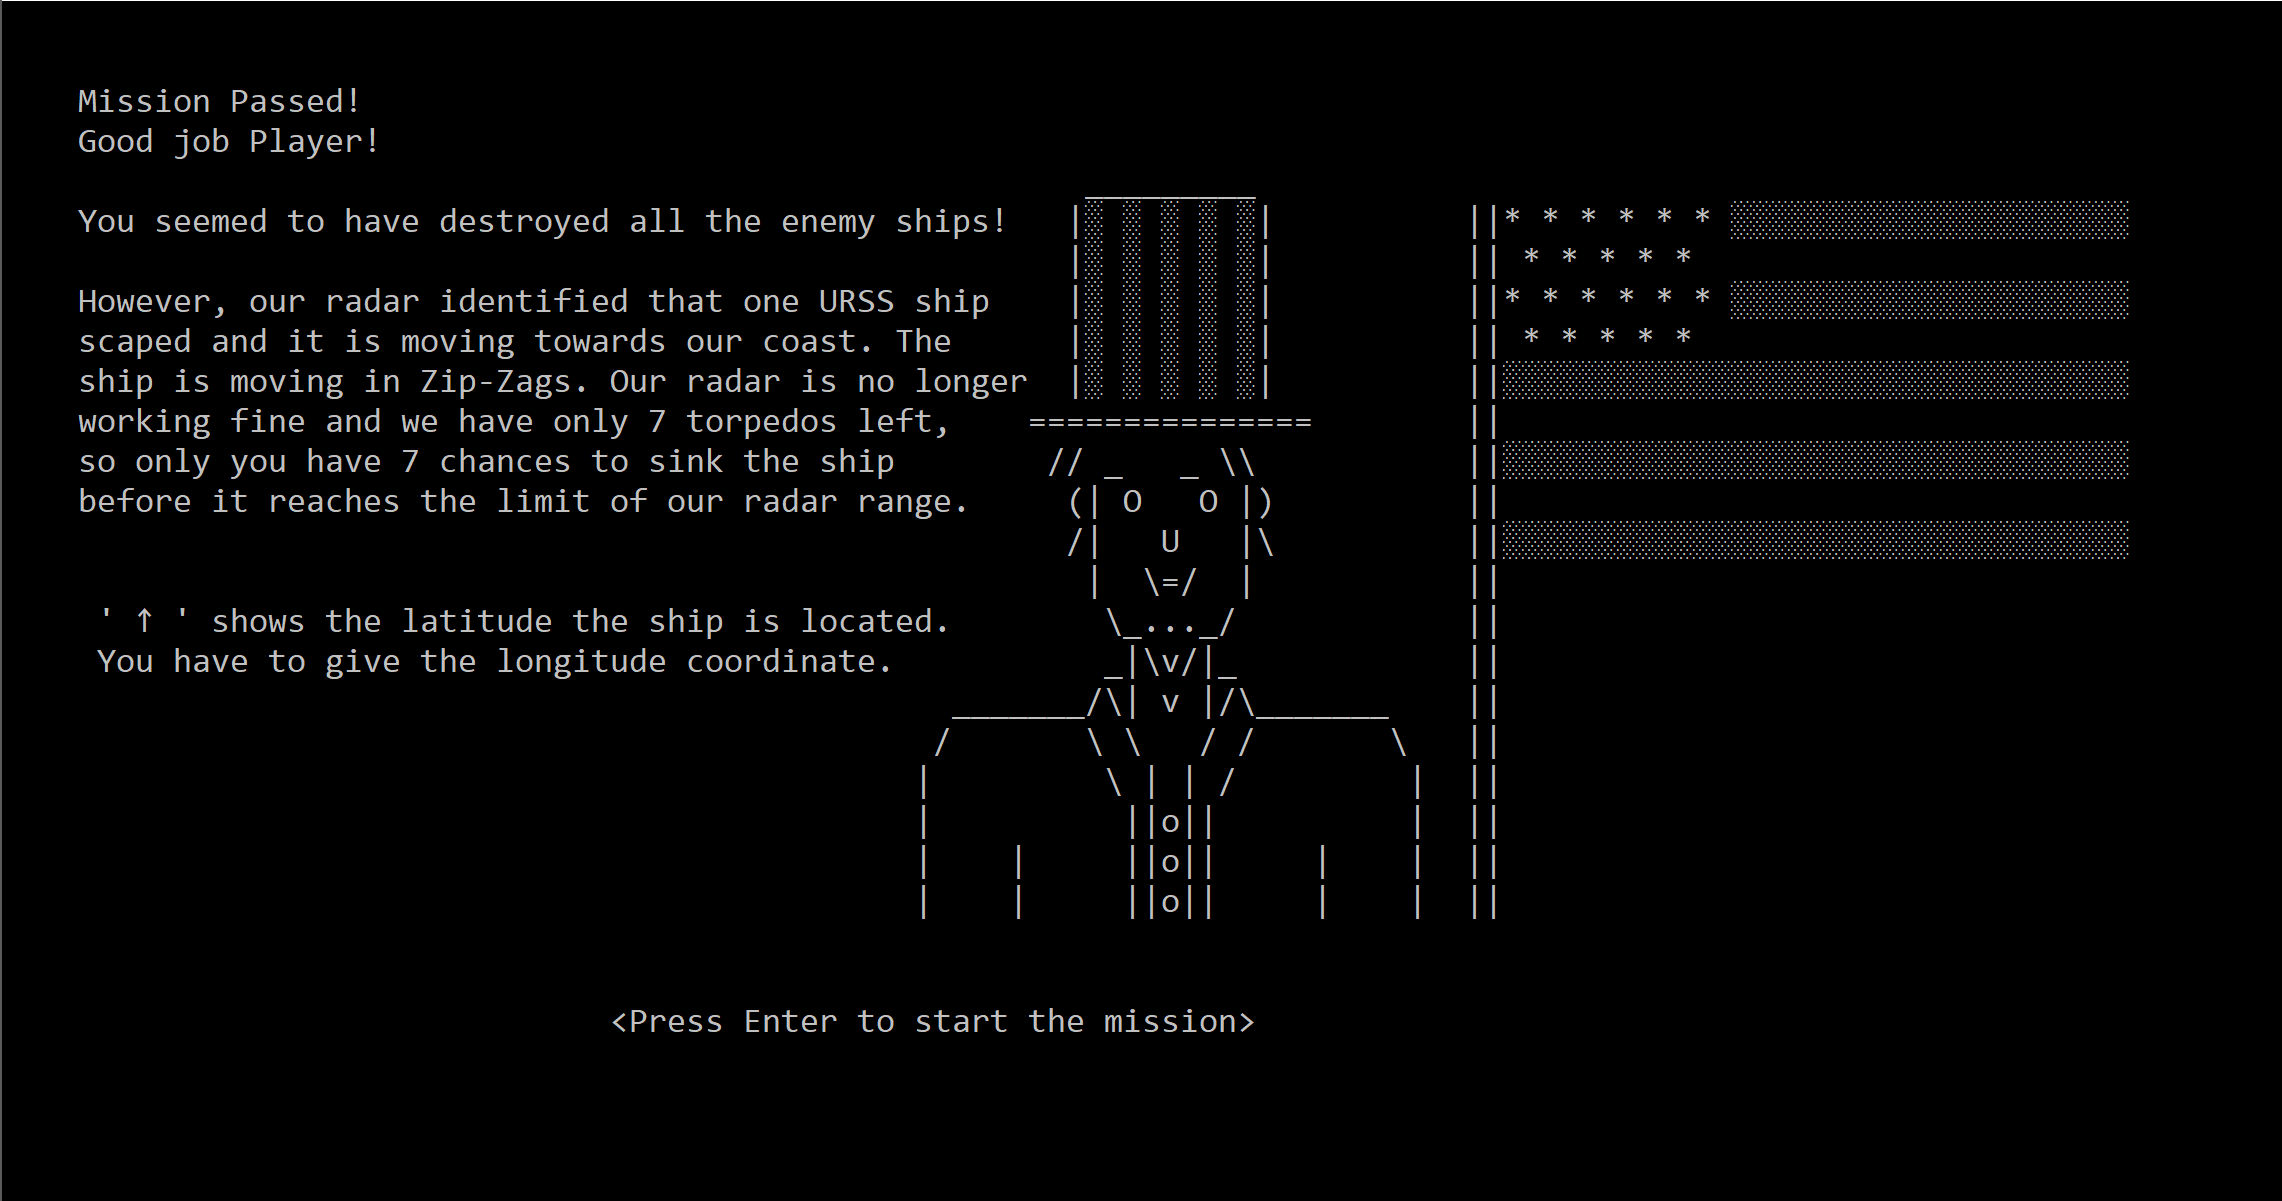 Mission Passed!
Good job Player!
You seemed to have destroyed all the enemy ships!
However, our radar identified that one URSS ship
scaped and it is moving towards our coast. The
ship is moving in Zip-Zags. Our radar is no longer
working fine and we have only 7 torpedos left,
so only you have 7 chances to sink the ship
before it reaches the limit of our radar range.
' ↑ ' shows the latitude the ship is located.
You have to give the longitude coordinate.
<Press Enter to start the mission>